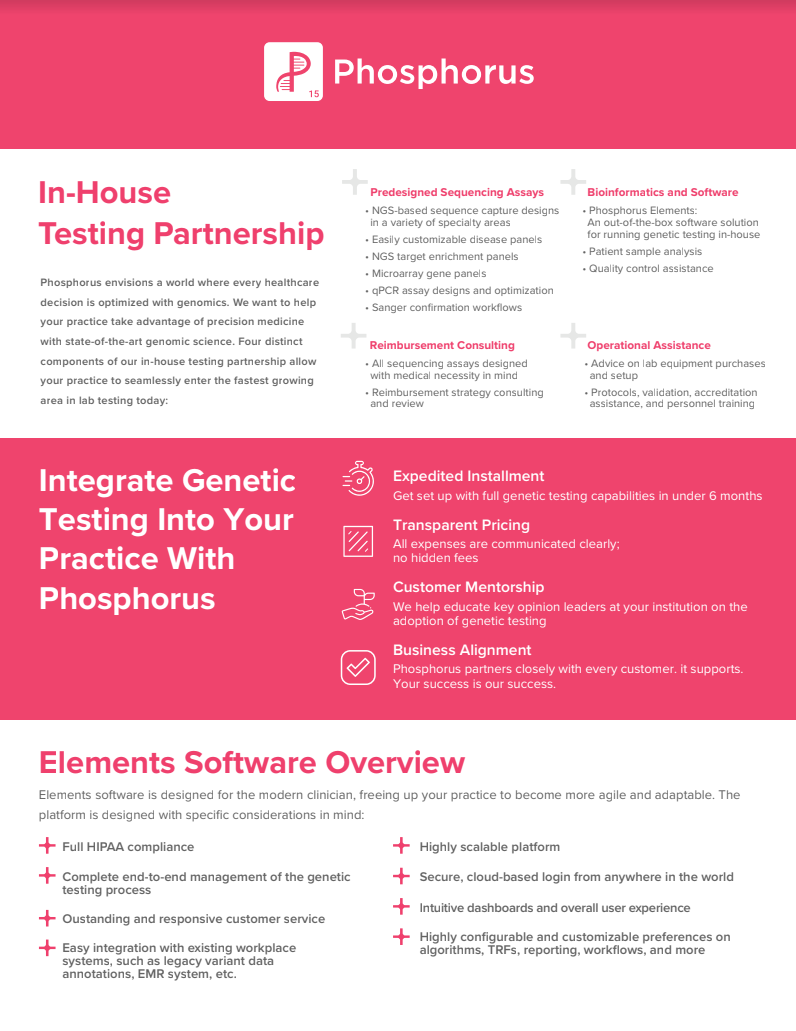 15
Phosphorus
In-House
Testing Partnership
Phosphorus envisions a world where every healthcare
decision is optimized with genomics. We want to help
your practice take advantage of precision medicine
with state-of-the-art genomic science. Four distinct
components of our in-house testing partnership allow
your practice to seamlessly enter the fastest growing
area in lab testing today:
Predesigned Sequencing Assays
• NGS-based sequence capture designs
in a variety of specialty areas
• Easily customizable disease panels
• NGS target enrichment panels
• Microarray gene panels
• qPCR assay designs and optimization
• Sanger confirmation workflows
Bioinformatics and Software
• Phosphorus Elements:
An out-of-the-box software solution
for running genetic testing in-house
• Patient sample analysis
• Quality control assistance
Reimbursement Consulting
• All sequencing assays designed
with medical necessity in mind
• Reimbursement strategy consulting
and review
Operational Assistance
• Advice on lab equipment purchases
and setup
• Protocols, validation, accreditation
assistance, and personnel training
Integrate Genetic
Testing Into Your
Practice With
Phosphorus
Expedited Installment
Get set up with full genetic testing capabilities in under 6 months
Transparent Pricing
All expenses are communicated clearly;
no hidden fees
Customer Mentorship
We help educate key opinion leaders at your institution on the
adoption of genetic testing
Business Alignment
Phosphorus partners closely with every customer. it supports.
Your success is our success.
Elements Software Overview
Elements software is designed for the modern clinician, freeing up your practice to become more agile and adaptable. The
platform is designed with specific considerations in mind:
Full HIPAA compliance
Complete end-to-end management of the genetic
testing process
Oustanding and responsive customer service
Easy integration with existing workplace
systems, such as legacy variant data
annotations, EMR system, etc.
Highly scalable platform
Secure, cloud-based login from anywhere in the world
Intuitive dashboards and overall user experience
Highly configurable and customizable preferences on
algorithms, TRFs, reporting, workflows, and more